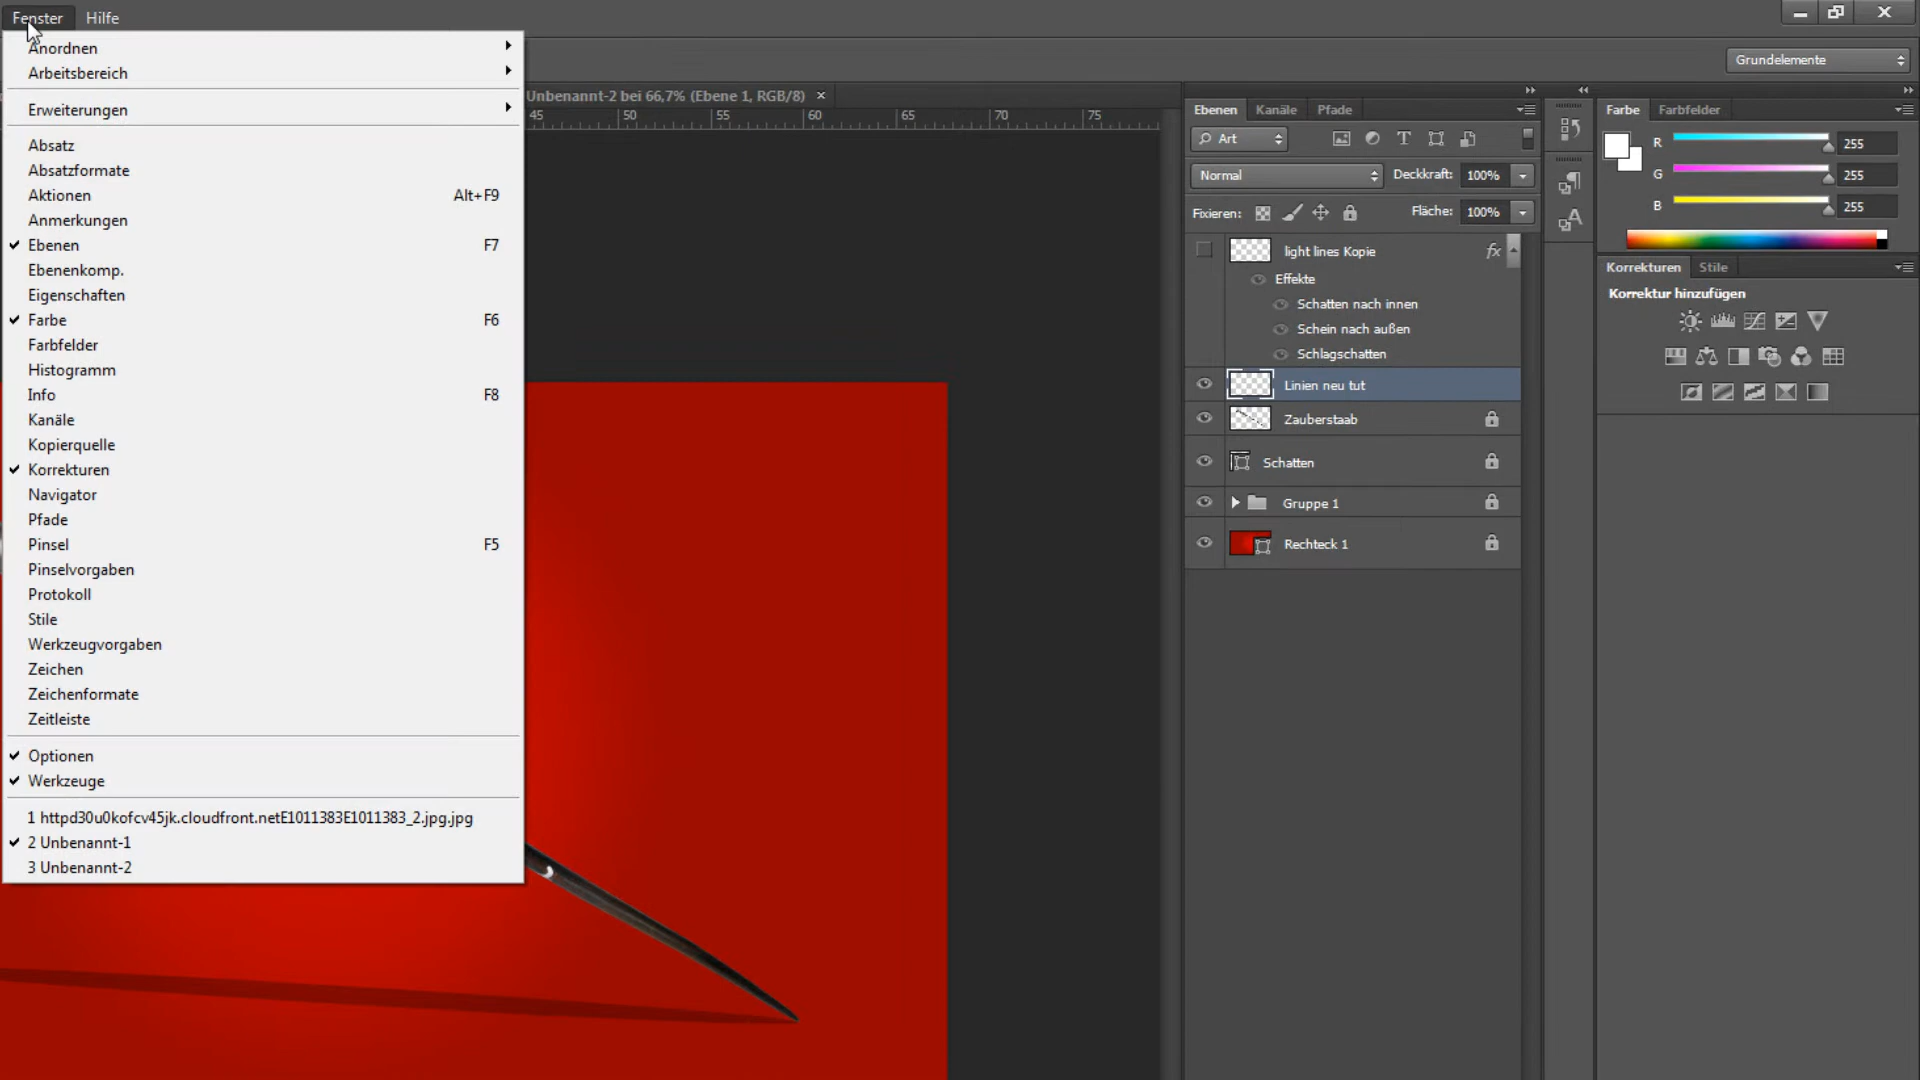 Fenster Hilfe
Grundelemente
Anordnen
Arbeitsbereich
Erweiterungen
Absatz
Absatzformate
Aktionen Alt+F9
Anmerkungen
Ebenen F7
Ebenenkomp.
Eigenschaften
Farbe F6
Farbfelder
Histogramm
Info F8
Kanäle
Kopierquelle
Korrekturen
Navigator
Pfade
Pinsel F5
Pinselvorgaben
Protokoll
Stile
Werkzeugvorgaben
Zeichen
Zeichenformate
Zeitleiste
Optionen
Werkzeuge
1 httpd30u0kofcv45jk.cloudfront.netE1011383E1011383_2.jpg.jpg
2 Unbenannt-1
3 Unbenannt-2
Unbenannt-2 bei 66,7% (Ebene 1, RGB/8)
45 50 55 60 65 70 75
Ebenen Kanäle Pfade
Art
Normal Deckkraft: 100%
Fixieren: Fläche: 100%
light lines Kopie fx
Effekte
Schatten nach innen
Schein nach außen
Schlagschatten
Linien neu tut
Zauberstaab
Schatten
Gruppe 1
Rechteck 1
Farbe Farbfelder
R 255
G 255
B 255
Korrekturen Stile
Korrektur hinzufügen